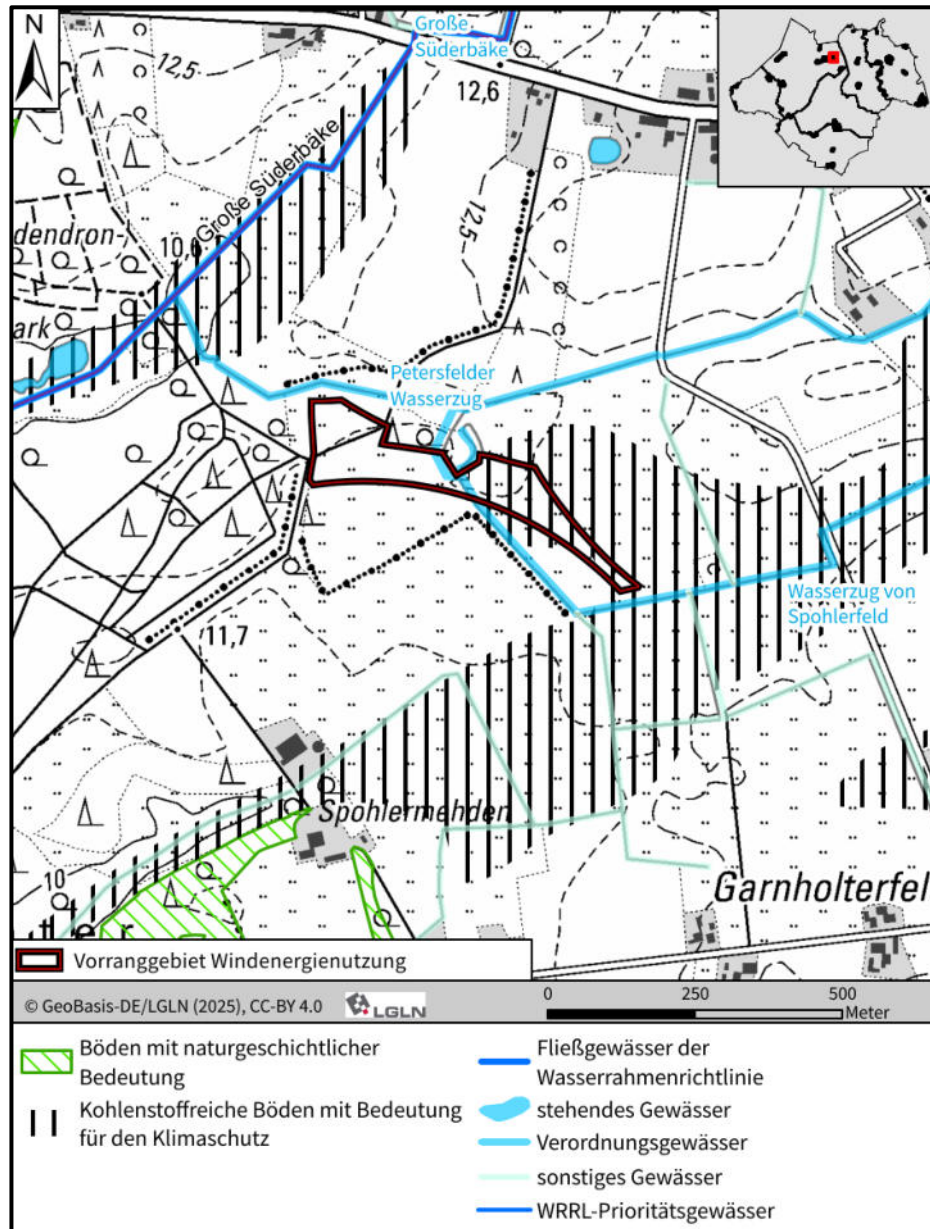 N
Große
Süderbäke
12,5
12,6
Große Süderbäke
12,5
dendron-
10,6
ark
Petersfelder
Wasserzug
Wasserzug von
Spohlerfeld
11,7
Spohlermehden
10
Garnholterfel
Vorranggebiet Windenergienutzung
© GeoBasis-DE/LGLN (2025), CC-BY 4.0
LGLN
0 250 500
Meter
Böden mit naturgeschichtlicher
Bedeutung
Kohlenstoffreiche Böden mit Bedeutung
für den Klimaschutz
Fließgewässer der
Wasserrahmenrichtlinie
stehendes Gewässer
Verordnungsgewässer
sonstiges Gewässer
WRRL-Prioritätsgewässer